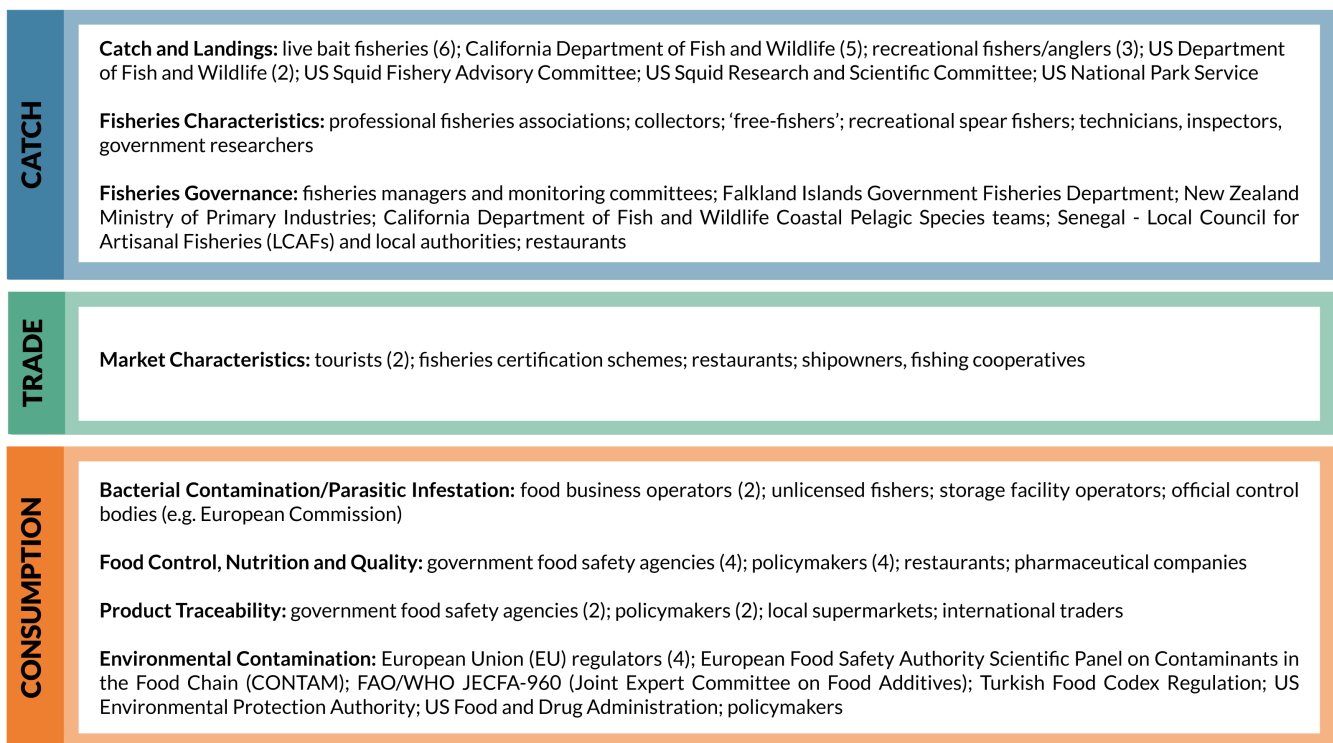 CATCH
Catch and Landings: live bait fisheries (6); California Department of Fish and Wildlife (5); recreational fishers/anglers (3); US Department
of Fish and Wildlife (2); US Squid Fishery Advisory Committee; US Squid Research and Scientific Committee; US National Park Service
Fisheries Characteristics: professional fisheries associations; collectors; ‘free-fishers’; recreational spear fishers; technicians, inspectors,
government researchers
Fisheries Governance: fisheries managers and monitoring committees; Falkland Islands Government Fisheries Department; New Zealand
Ministry of Primary Industries; California Department of Fish and Wildlife Coastal Pelagic Species teams; Senegal - Local Council for
Artisanal Fisheries (LCAFs) and local authorities; restaurants
TRADE
Market Characteristics: tourists (2); fisheries certification schemes; restaurants; shipowners, fishing cooperatives
CONSUMPTION
Bacterial Contamination/Parasitic Infestation: food business operators (2); unlicensed fishers; storage facility operators; official control
bodies (e.g. European Commission)
Food Control, Nutrition and Quality: government food safety agencies (4); policymakers (4); restaurants; pharmaceutical companies
Product Traceability: government food safety agencies (2); policymakers (2); local supermarkets; international traders
Environmental Contamination: European Union (EU) regulators (4); European Food Safety Authority Scientific Panel on Contaminants in
the Food Chain (CONTAM); FAO/WHO JECFA-960 (Joint Expert Committee on Food Additives); Turkish Food Codex Regulation; US
Environmental Protection Authority; US Food and Drug Administration; policymakers